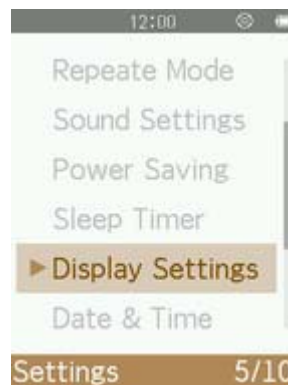 12:00
Repeate Mode
Sound Settings
Power Saving
Sleep Timer
Display Settings
Date & Time
Settings 5/10